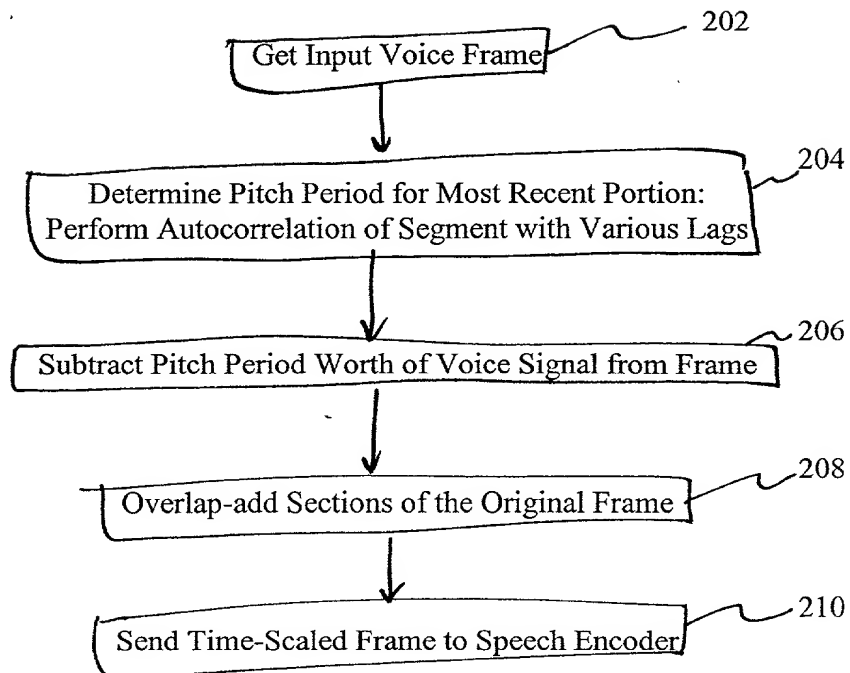 202
Get Input Voice Frame
204
Determine Pitch Period for Most Recent Portion:
Perform Autocorrelation of Segment with Various Lags
206
Subtract Pitch Period Worth of Voice Signal from Frame
208
Overlap-add Sections of the Original Frame
210
Send Time-Scaled Frame to Speech Encoder